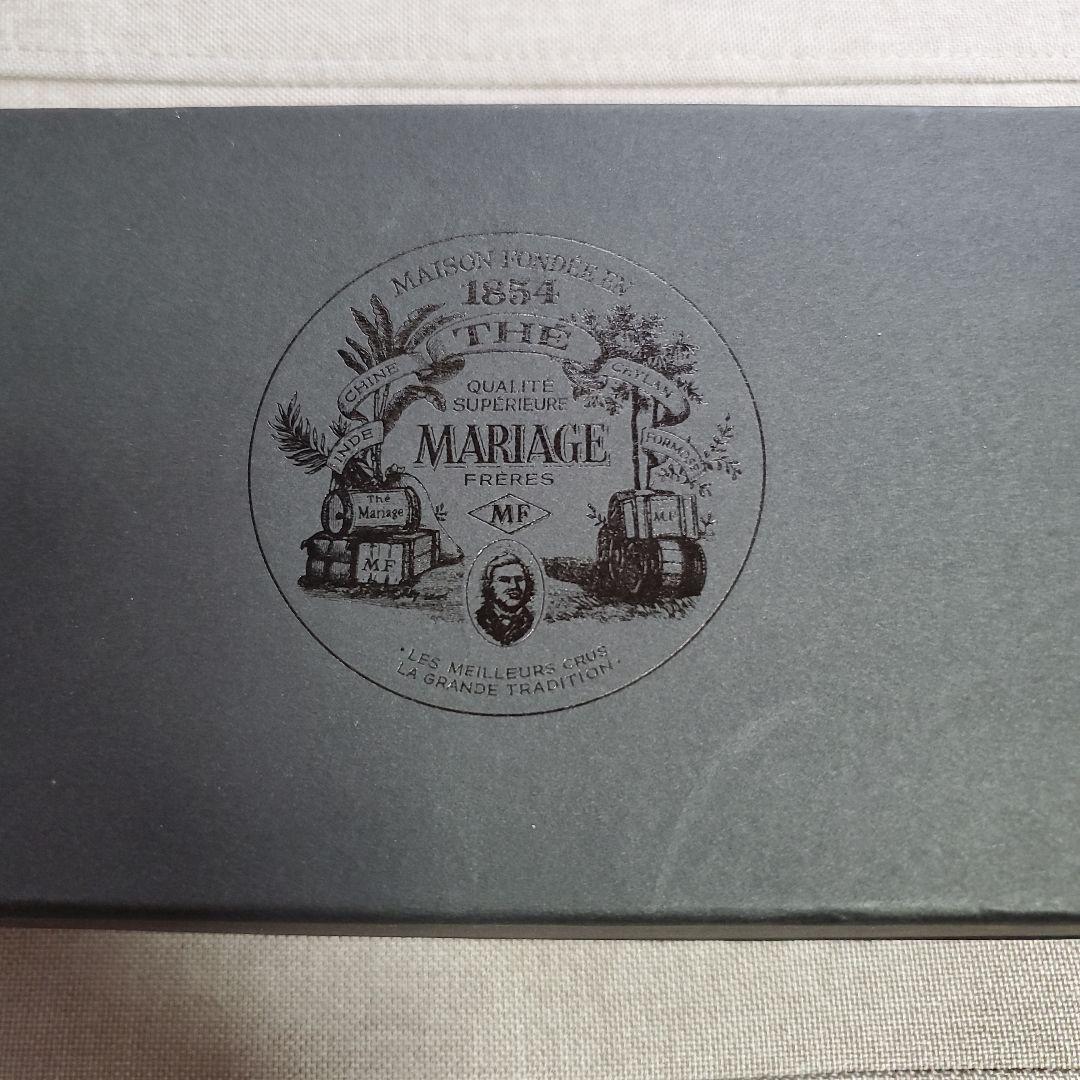 MAISON FONDÉE EN
1854
THÉ
CHINE
CEYLAN
INDE
FORMOSE
QUALITÉ
SUPÉRIEURE
MARIAGE
FRÈRES
MF
Thé
Mariage
MF
MF
· LES MEILLEURS CRUS
LA GRANDE TRADITION ·